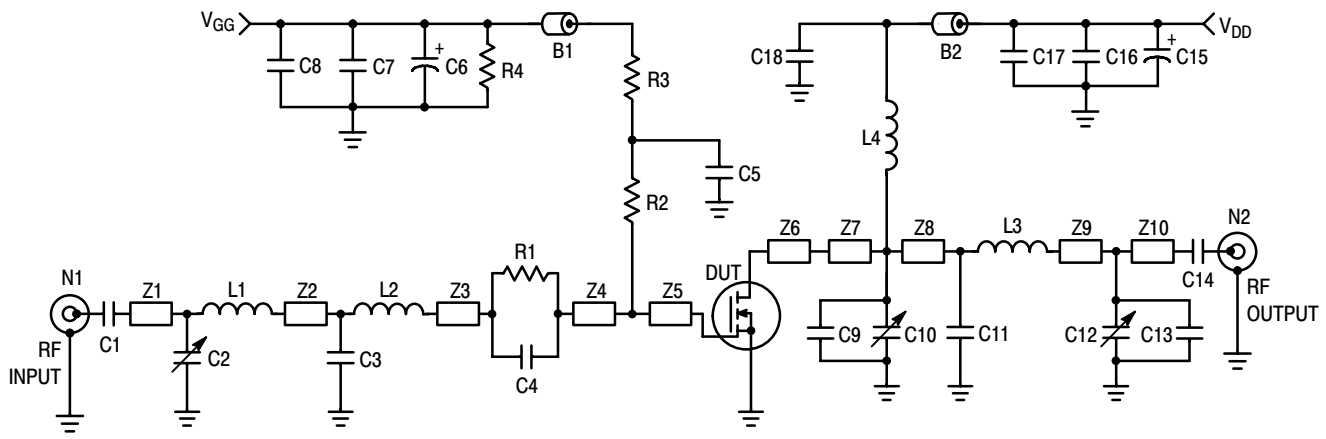 VGG
B1
C8
C7
+
C6
R4
R3
C5
R2
C18
B2
C17
C16
+
C15
VDD
L4
N1
RF
INPUT
C1
Z1
C2
L1
Z2
C3
L2
Z3
R1
C4
Z4
Z5
DUT
Z6
Z7
Z8
C9
C10
C11
L3
Z9
C12
C13
Z10
C14
N2
RF
OUTPUT